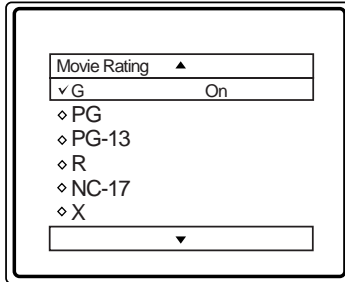 Movie Rating ▲
✓ G On
◇ PG
◇ PG-13
◇ R
◇ NC-17
◇ X
▼